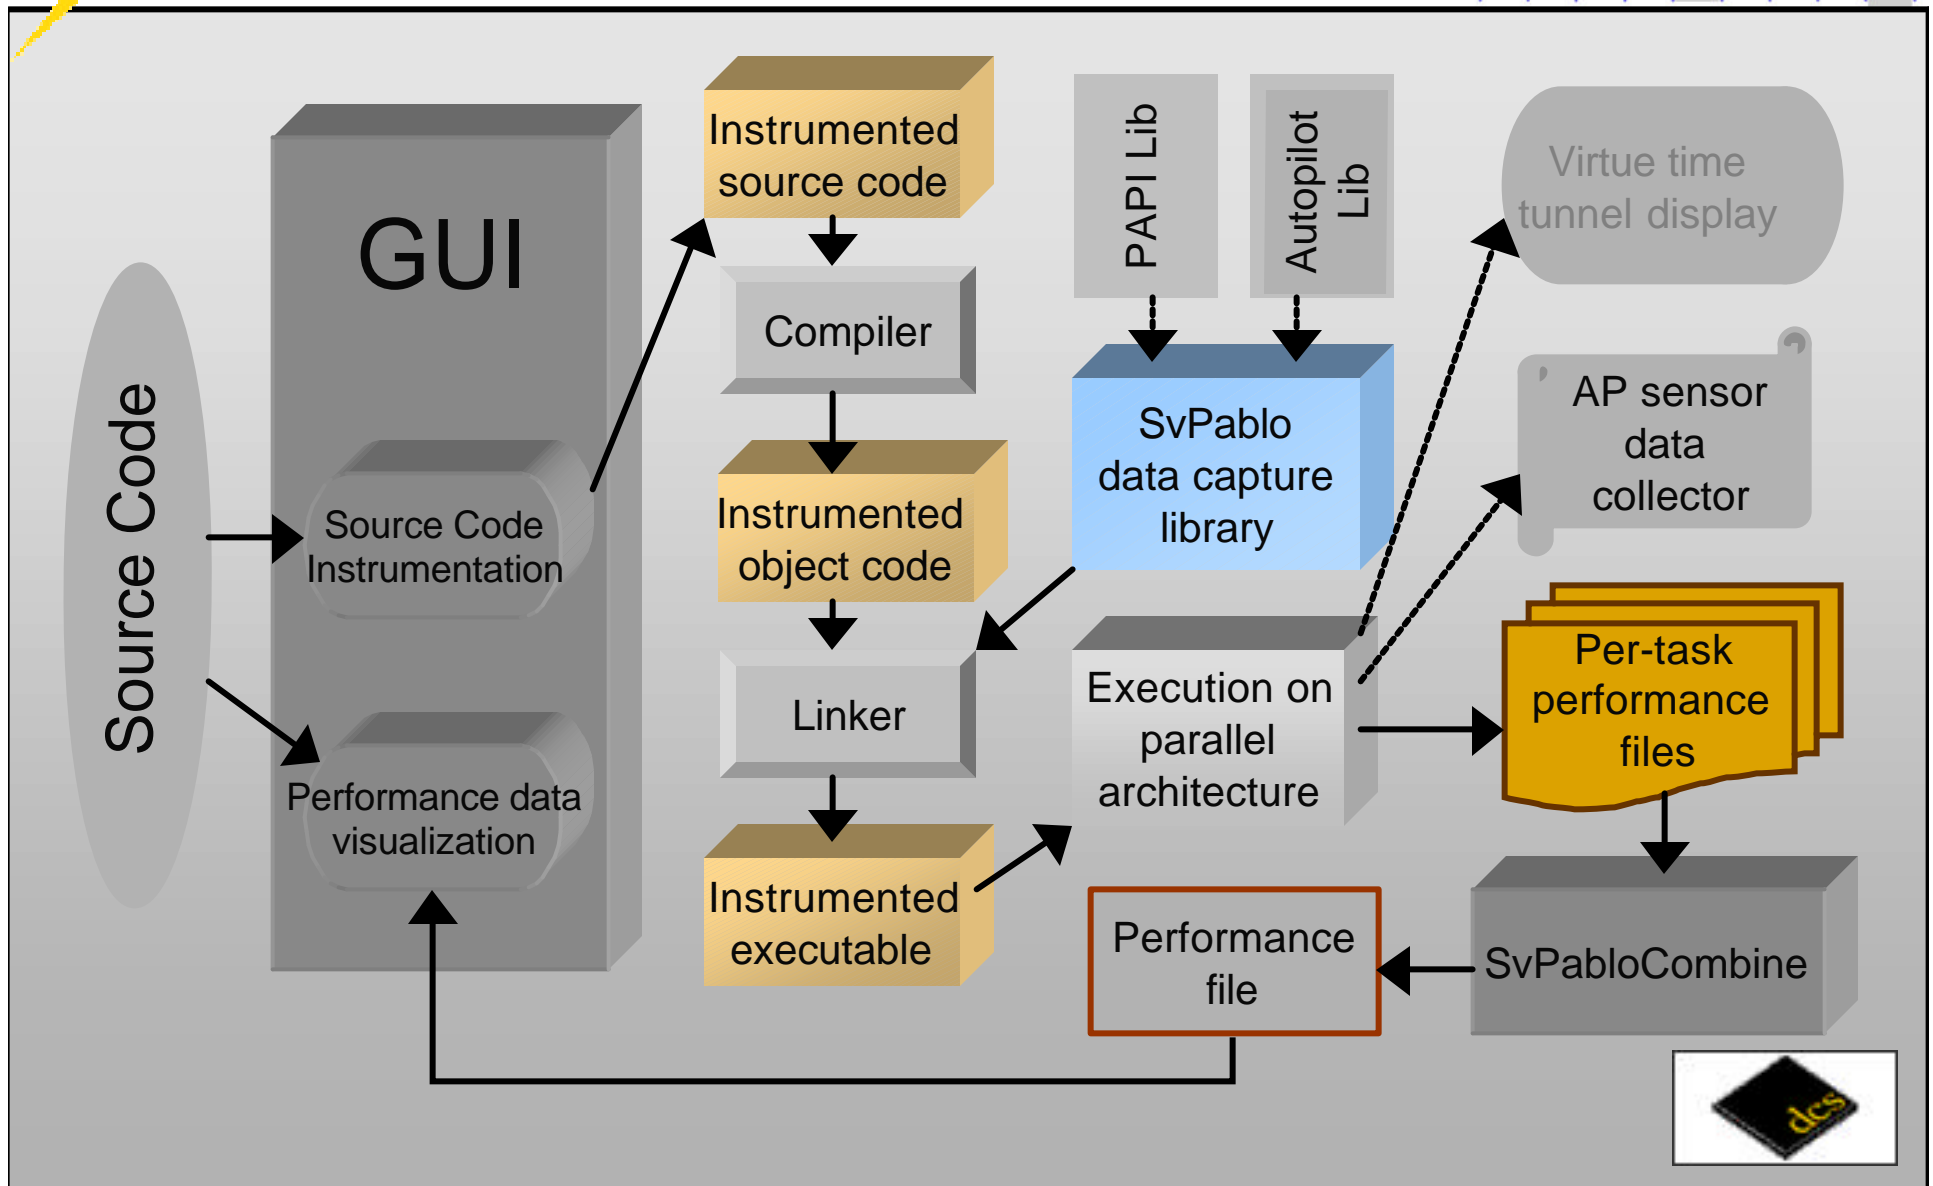 Source Code
GUI
Source Code
Instrumentation
Performance data
visualization
Instrumented
source code
Compiler
Instrumented
object code
Linker
Instrumented
executable
PAPI Lib
Autopilot
Lib
SvPablo
data capture
library
Execution on
parallel
architecture
Virtue time
tunnel display
AP sensor
data
collector
Per-task
performance
files
SvPabloCombine
Performance
file
dcs